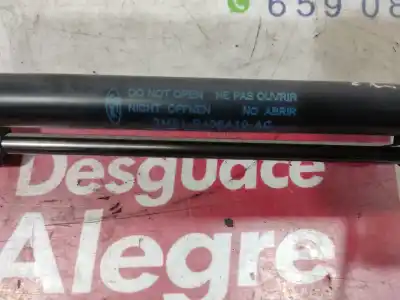 659 08
DO NOT OPEN NE PAS OUVRIR
NICHT ÖFFNEN NO ABRIR
Desguace
Alegre